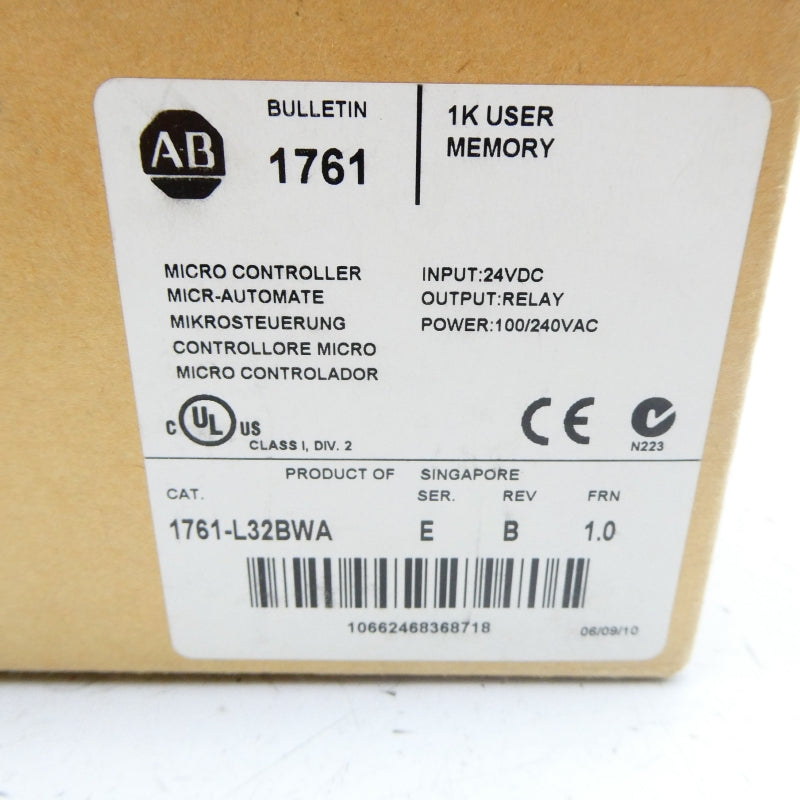 AB
BULLETIN
1761
1K USER
MEMORY
MICRO CONTROLLER
MICR-AUTOMATE
MIKROSTEUERUNG
CONTROLLORE MICRO
MICRO CONTROLADOR
INPUT:24VDC
OUTPUT:RELAY
POWER:100/240VAC
C UL US
CLASS I, DIV. 2
CE
N223
PRODUCT OF SINGAPORE
CAT. SER. REV FRN
1761-L32BWA E B 1.0
10662468368718
06/09/10